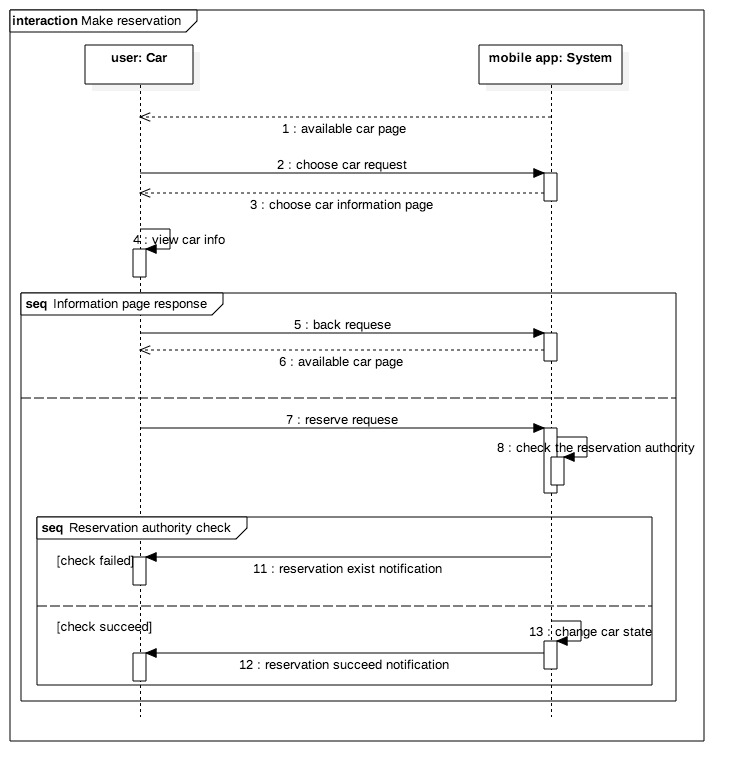 interaction Make reservation
user: Car
mobile app: System
1 : available car page
2 : choose car request
3 : choose car information page
4 : view car info
seq Information page response
5 : back requese
6 : available car page
7 : reserve requese
8 : check the reservation authority
seq Reservation authority check
[check failed]
11 : reservation exist notification
[check succeed]
13 : change car state
12 : reservation succeed notification